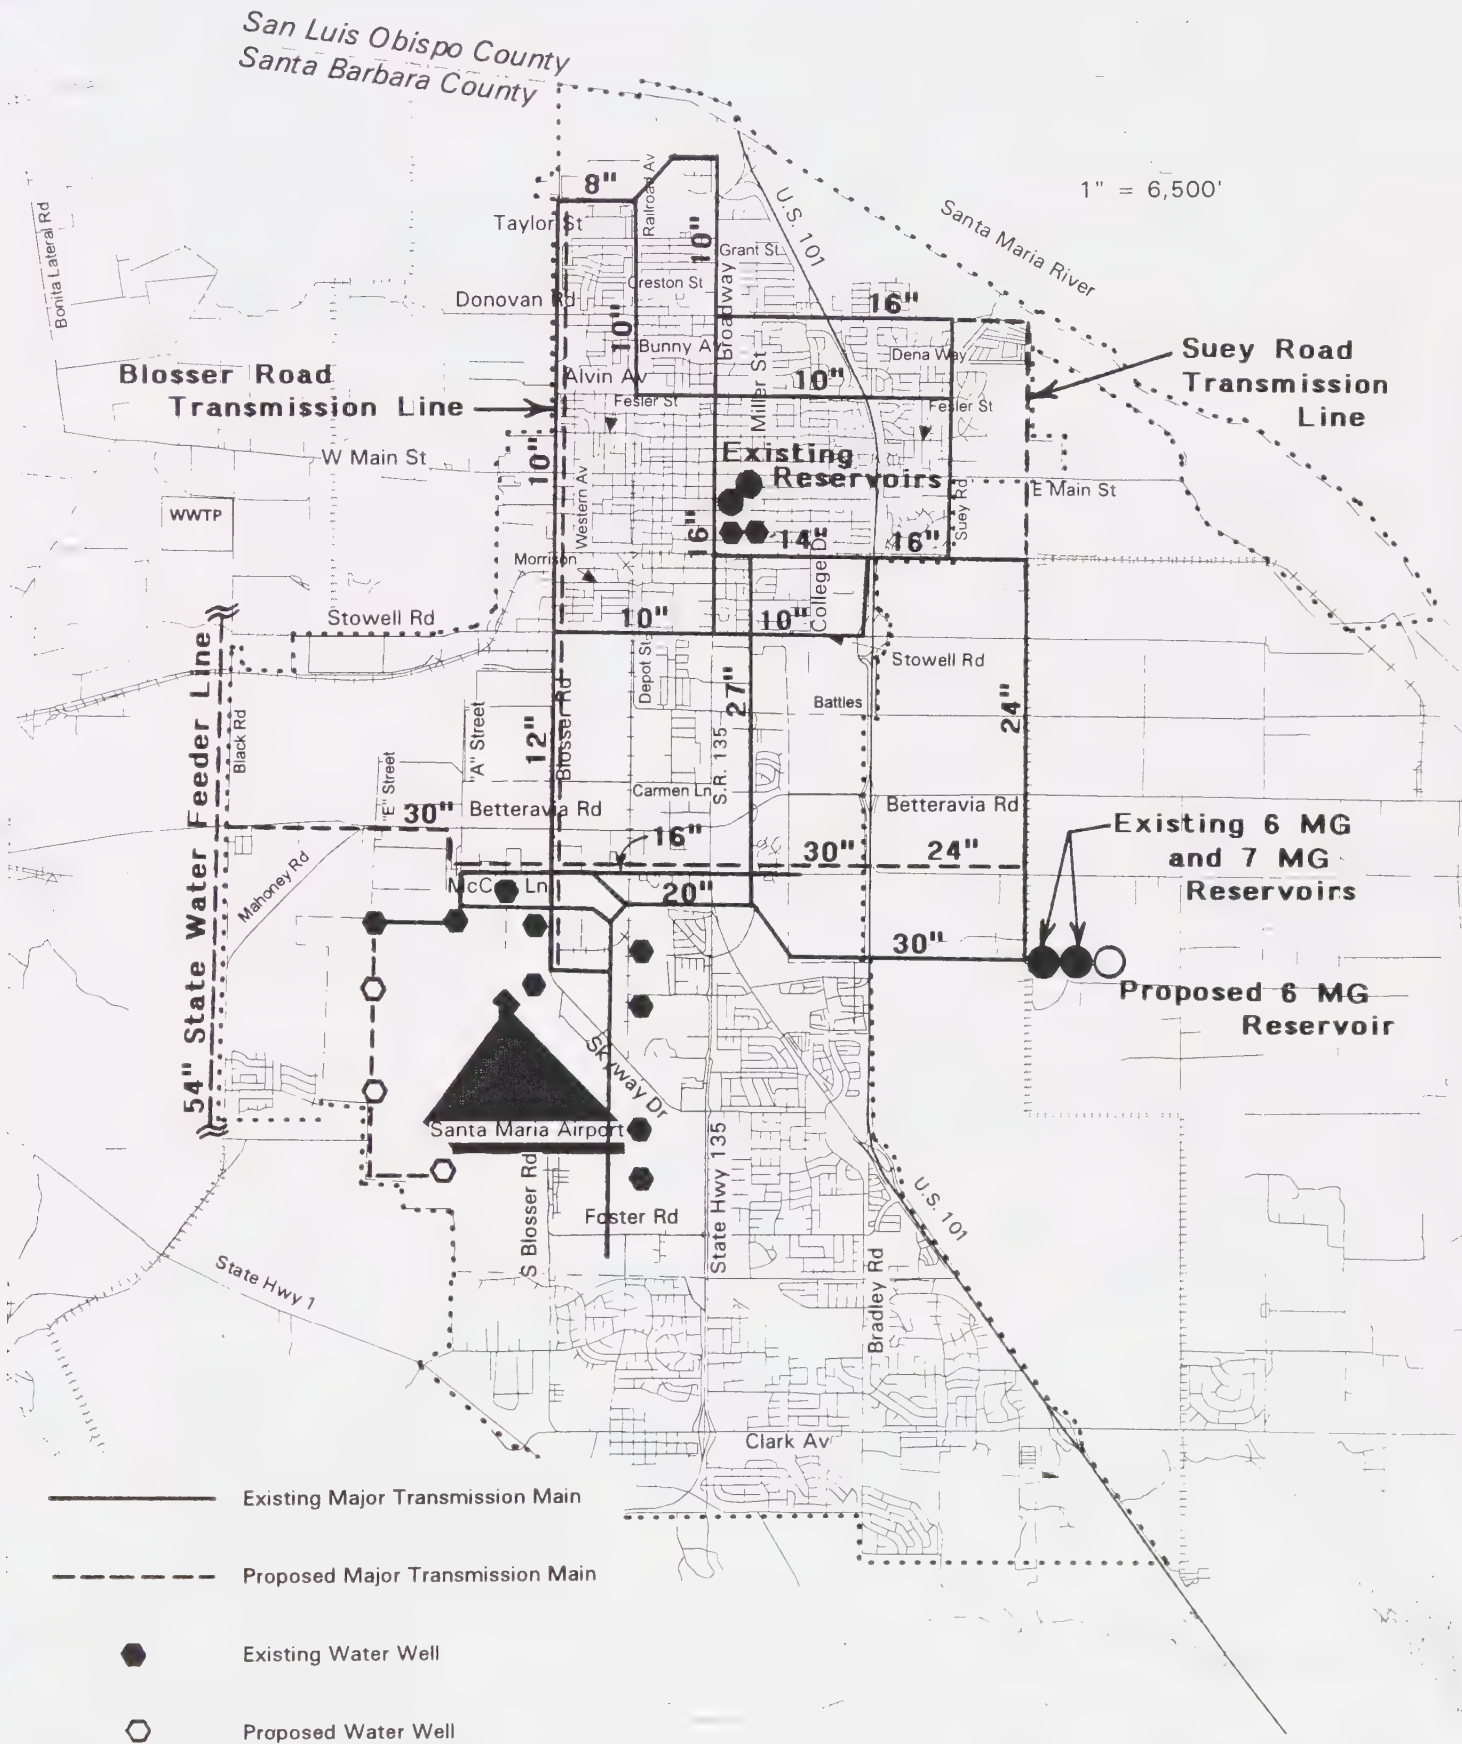 San Luis Obispo County
Santa Barbara County
1" = 6,500'
8"
Railroad Av
U.S. 101
Santa Maria River
Bonita Lateral Rd
Taylor St
10"
Grant St
Creston St
Donovan Rd
16"
10"
Broadway
Bunny A
Dena Way
Suey Road
Transmission
Line
Blosser Road
Transmission Line
Alvin Av
10"
Miller St
Fesler St
Fesler St
W Main St
10"
Western Av
Existing
Reservoirs
E Main St
Suey Rd
WWTP
16"
14"
College Dr
16"
Morrison
Stowell Rd
10"
10"
Stowell Rd
54" State Water Feeder Line
Black Rd
"A" Street
12"
Blosser Rd
Depot St
27"
S.R. 135
Battles
24"
"E" Street
30"
Betteravia Rd
Carmen Ln
Betteravia Rd
16"
30"
24"
Existing 6 MG
and 7 MG
Reservoirs
Mahoney Rd
McCoy Ln
20"
30"
Proposed 6 MG
Reservoir
Skyway Dr
Santa Maria Airport
S Blosser Rd
State Hwy 135
Foster Rd
U.S. 101
Bradley Rd
State Hwy 1
Clark Av
Existing Major Transmission Main
Proposed Major Transmission Main
Existing Water Well
Proposed Water Well